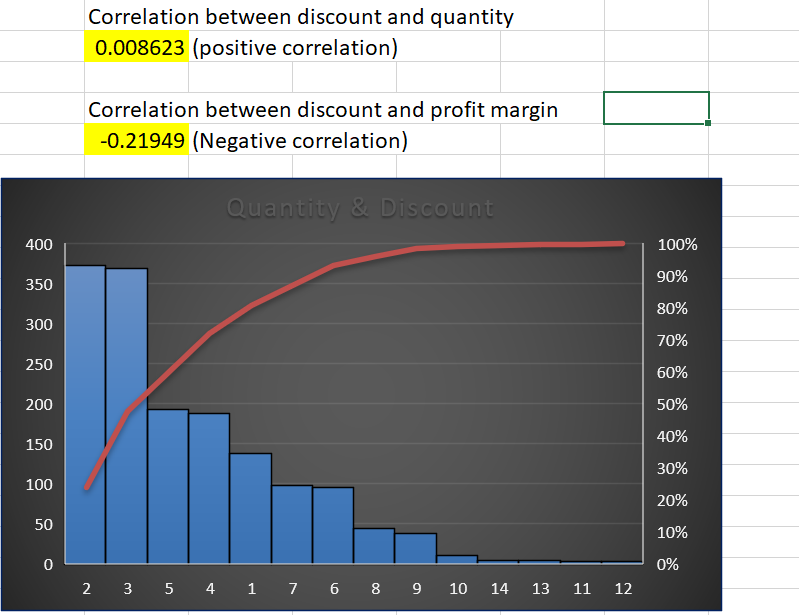 Correlation between discount and quantity
0.008623 (positive correlation)
Correlation between discount and profit margin
-0.21949 (Negative correlation)
Quantity & Discount
400 100%
350 90%
300 80%
250 70%
200 60%
150 50%
100 40%
50 30%
0 20%
10%
0%
2 3 5 4 1 7 6 8 9 10 14 13 11 12